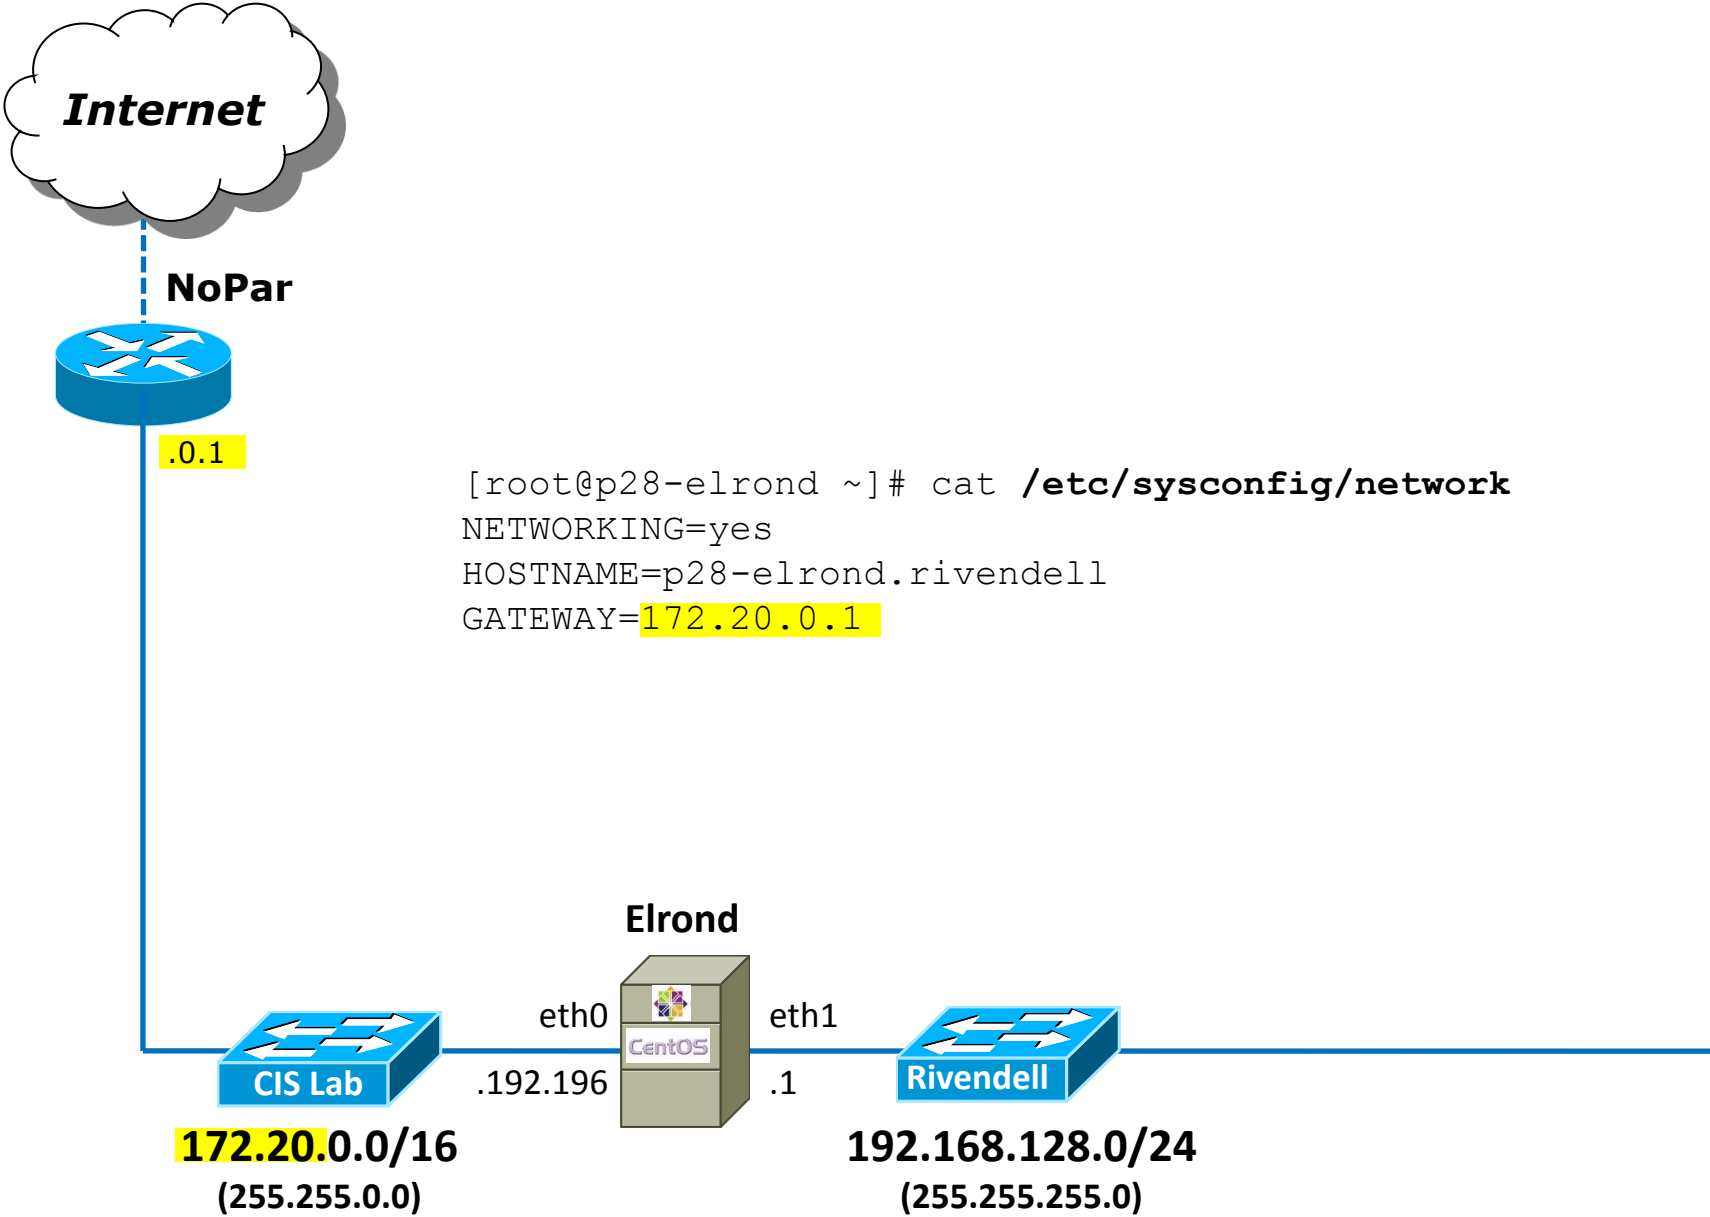 Internet
NoPar
.0.1
[root@p28-elrond ~]# cat /etc/sysconfig/network
NETWORKING=yes
HOSTNAME=p28-elrond.rivendell
GATEWAY=172.20.0.1
Elrond
eth0
eth1
CentOS
CIS Lab
.192.196
.1
Rivendell
172.20.0.0/16
(255.255.0.0)
192.168.128.0/24
(255.255.255.0)